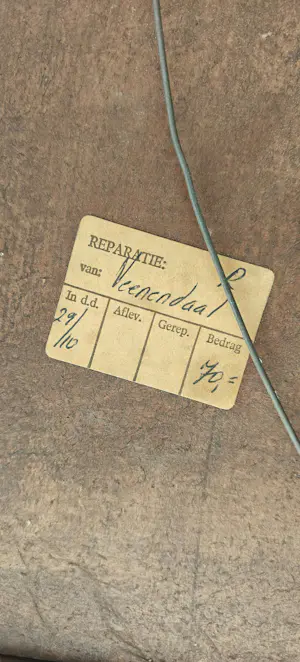 REPARATIE:
van: Veenendaal
In d.d. Aflev. Gerep. Bedrag
29/10 70,=